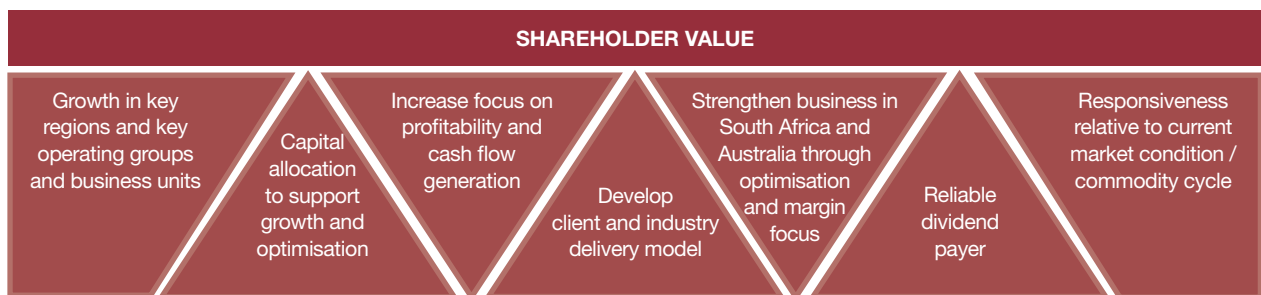 SHAREHOLDER VALUE
Growth in key
regions and key
operating groups
and business units
Capital
allocation
to support
growth and
optimisation
Increase focus on
profitability and
cash flow
generation
Develop
client and industry
delivery model
Strengthen business in
South Africa and
Australia through
optimisation
and margin
focus
Reliable
dividend
payer
Responsiveness
relative to current
market condition /
commodity cycle